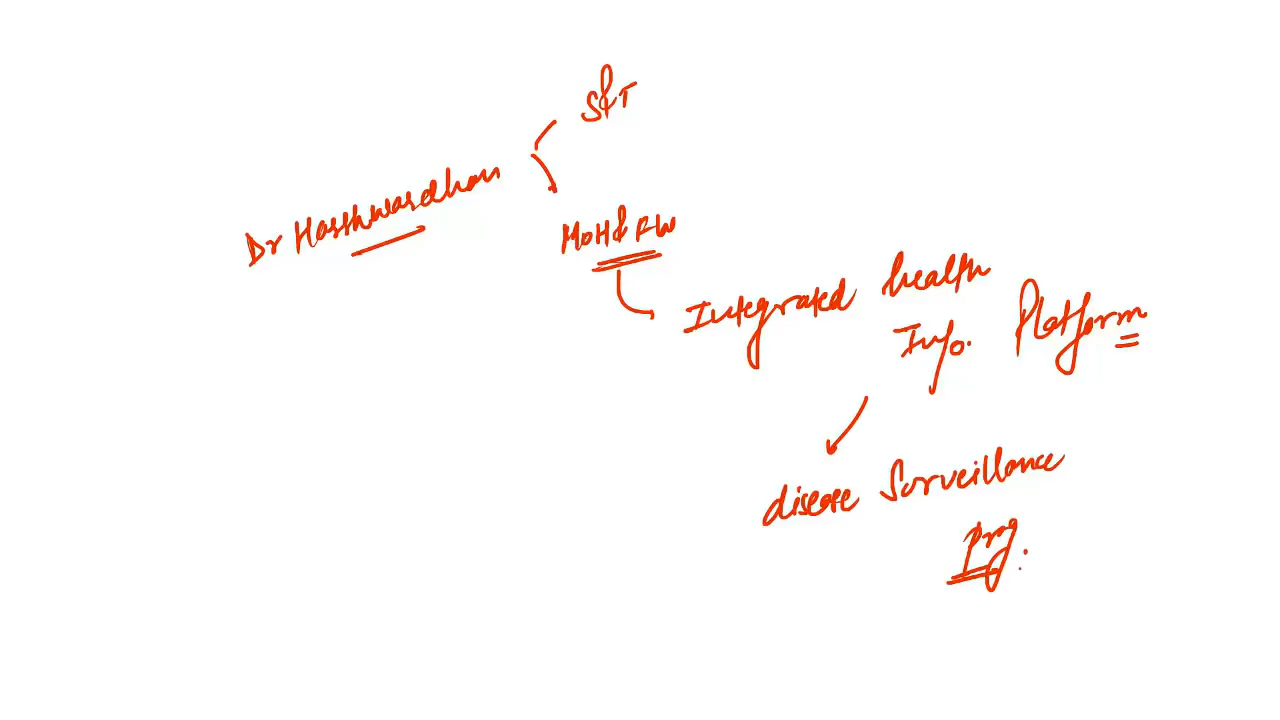 S&T
Dr Harshwardhan
MoH& FW
Integrated health
Info. Platform
disease Surveillance
prog.